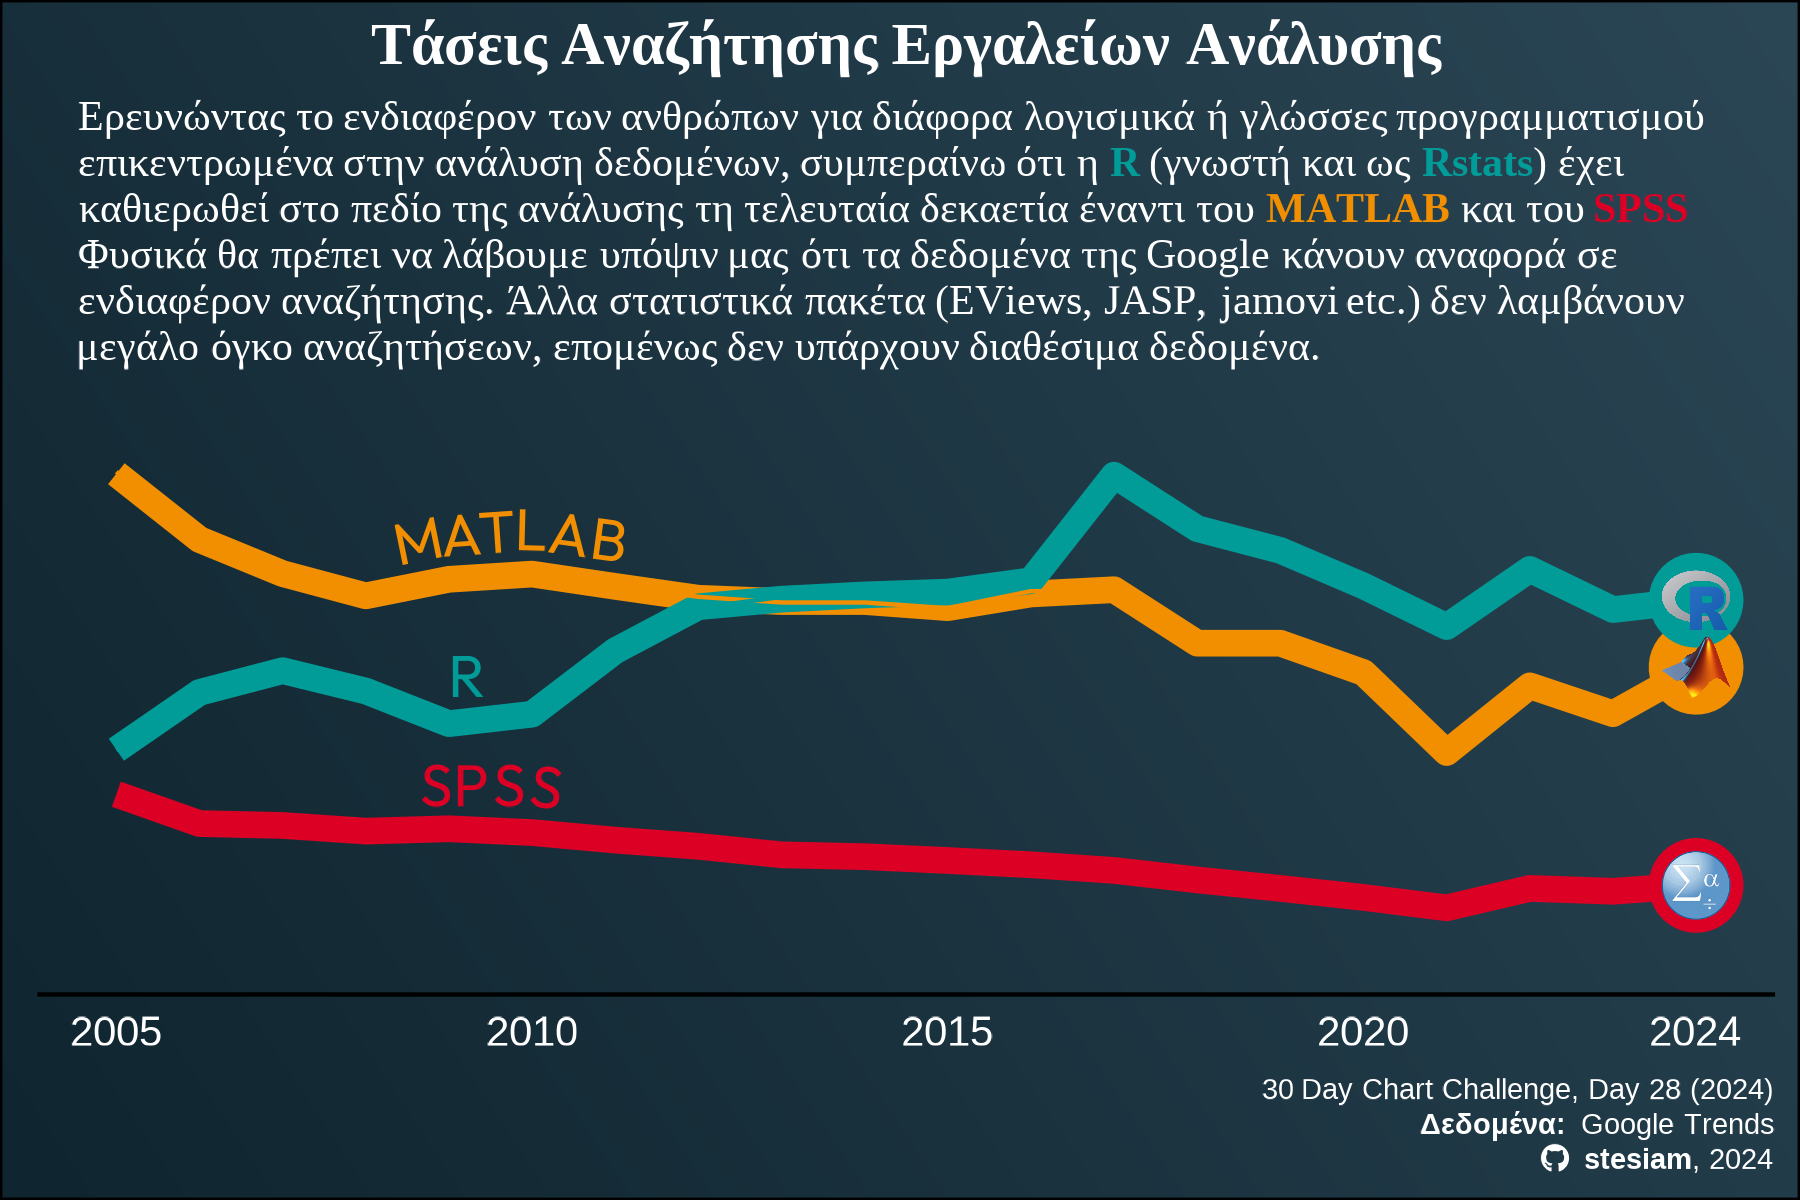 Τάσεις Αναζήτησης Εργαλείων Ανάλυσης
Ερευνώντας το ενδιαφέρον των ανθρώπων για διάφορα λογισμικά ή γλώσσες προγραμματισμού
επικεντρωμένα στην ανάλυση δεδομένων, συμπεραίνω ότι η R (γνωστή και ως Rstats) έχει
καθιερωθεί στο πεδίο της ανάλυσης τη τελευταία δεκαετία έναντι του MATLAB και του SPSS
Φυσικά θα πρέπει να λάβουμε υπόψιν μας ότι τα δεδομένα της Google κάνουν αναφορά σε
ενδιαφέρον αναζήτησης. Άλλα στατιστικά πακέτα (EViews, JASP, jamovi etc.) δεν λαμβάνουν
μεγάλο όγκο αναζητήσεων, επομένως δεν υπάρχουν διαθέσιμα δεδομένα.
MATLAB
R
SPSS
R
Σα
÷
2005 2010 2015 2020 2024
30 Day Chart Challenge, Day 28 (2024)
Δεδομένα: Google Trends
stesiam, 2024